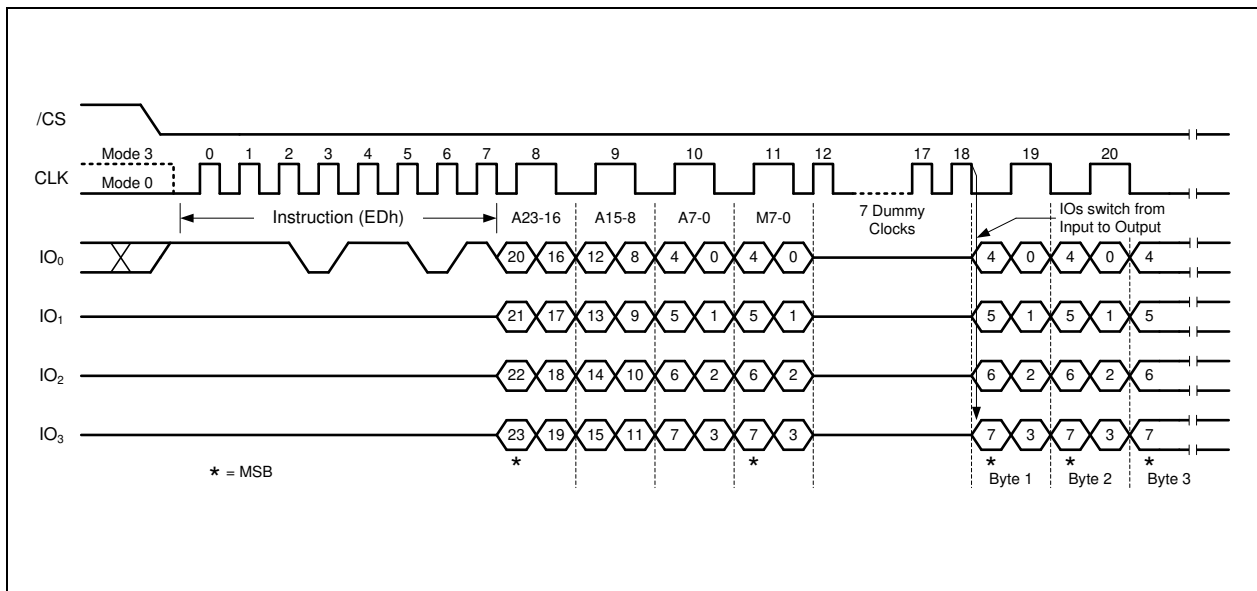 /CS
Mode 3
0 1 2 3 4 5 6 7 8 9 10 11 12 17 18 19 20
CLK
Mode 0
Instruction (EDh) A23-16 A15-8 A7-0 M7-0 7 Dummy IOs switch from
Clocks Input to Output
IO₀ 20 16 12 8 4 0 4 0 4 0 4 0 4
IO₁ 21 17 13 9 5 1 5 1 5 1 5 1 5
IO₂ 22 18 14 10 6 2 6 2 6 2 6 2 6
IO₃ 23 19 15 11 7 3 7 3 7 3 7 3 7
* * * * *
* = MSB Byte 1 Byte 2 Byte 3